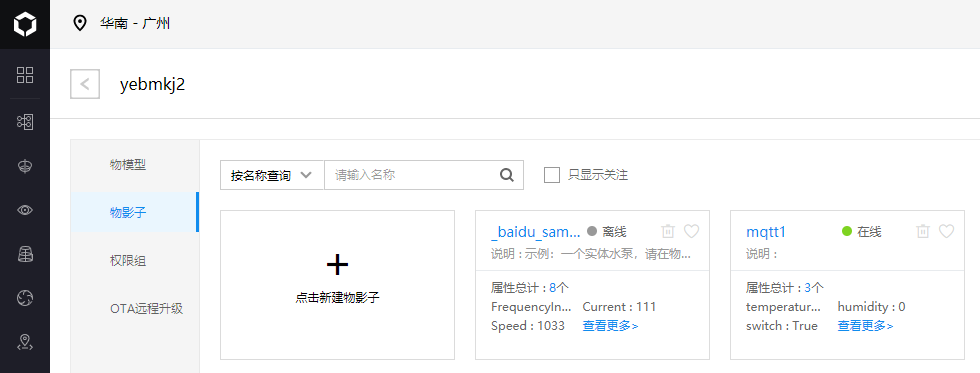 华南 - 广州
yebmkj2
物模型
物影子
权限组
OTA远程升级
按名称查询
请输入名称
只显示关注
点击新建物影子
_baidu_sam... 离线
说明 : 示例：一个实体水泵，请在物...
属性总计 : 8个
FrequencyIn... Current : 111
Speed : 1033 查看更多>
mqtt1 在线
说明 :
属性总计 : 3个
temperatur... humidity : 0
switch : True 查看更多>